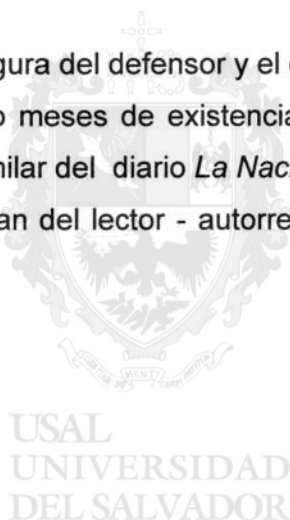 gura del defensor y el
o meses de existencia
nilar del diario La Nac
an del lector - autorre
USAL
UNIVERSIDAD
DEL SALVADOR